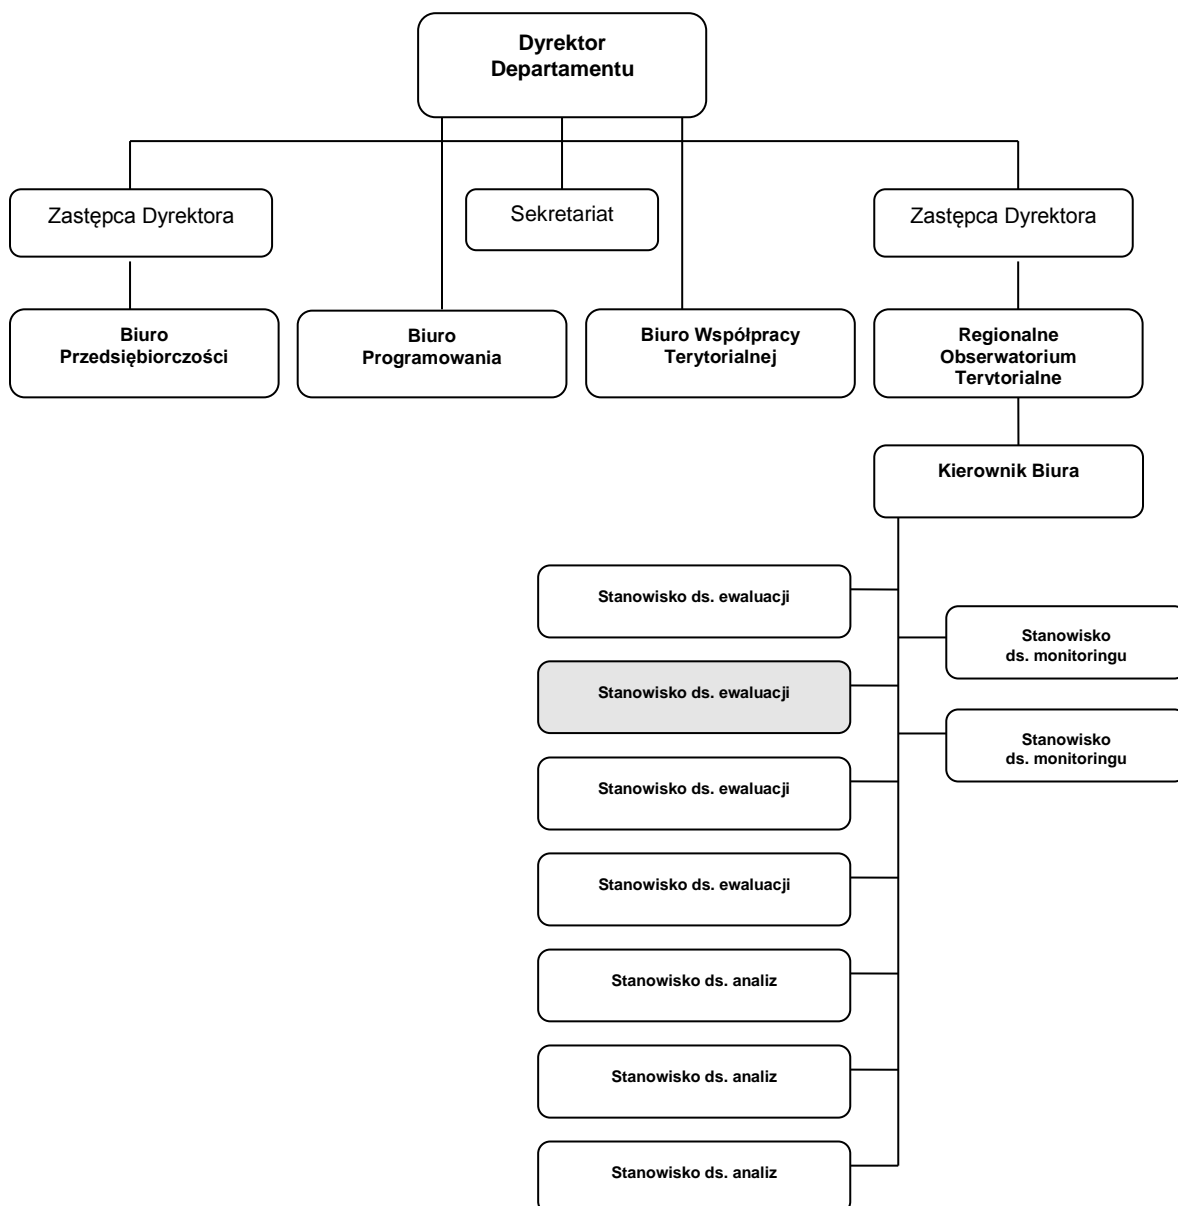 Dyrektor
Departamentu
Zastępca Dyrektora
Sekretariat
Zastępca Dyrektora
Biuro
Przedsiębiorczości
Biuro
Programowania
Biuro Współpracy
Terytorialnej
Regionalne
Obserwatorium
Terytorialne
Kierownik Biura
Stanowisko ds. ewaluacji
Stanowisko
ds. monitoringu
Stanowisko ds. ewaluacji
Stanowisko
ds. monitoringu
Stanowisko ds. ewaluacji
Stanowisko ds. ewaluacji
Stanowisko ds. analiz
Stanowisko ds. analiz
Stanowisko ds. analiz